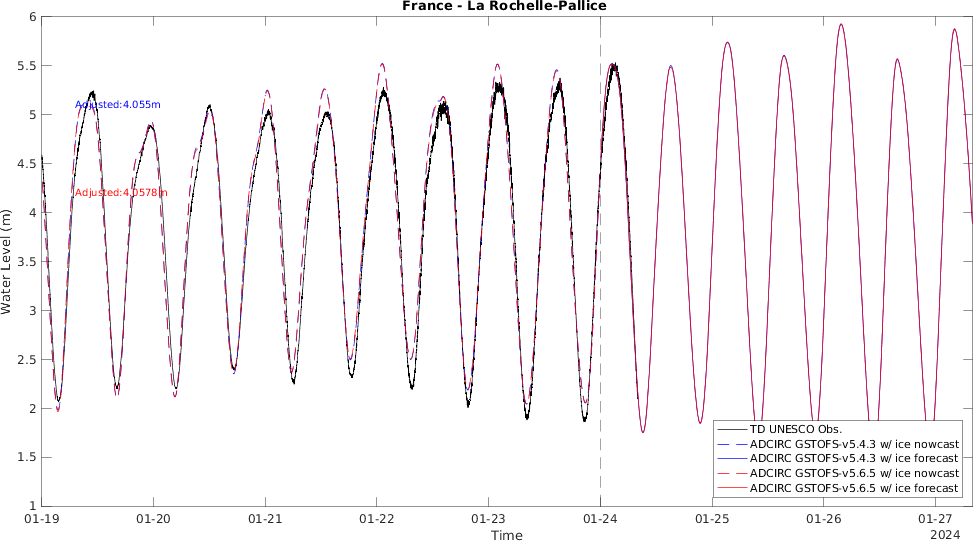 France - La Rochelle-Pallice
Water Level (m)
6
5.5
5
4.5
4
3.5
3
2.5
2
1.5
1
Adjusted:4.055m
Adjusted:4.0578m
TD UNESCO Obs.
ADCIRC GSTOFS-v5.4.3 w/ ice nowcast
ADCIRC GSTOFS-v5.4.3 w/ ice forecast
ADCIRC GSTOFS-v5.6.5 w/ ice nowcast
ADCIRC GSTOFS-v5.6.5 w/ ice forecast
01-19 01-20 01-21 01-22 01-23 01-24 01-25 01-26 01-27
Time
2024